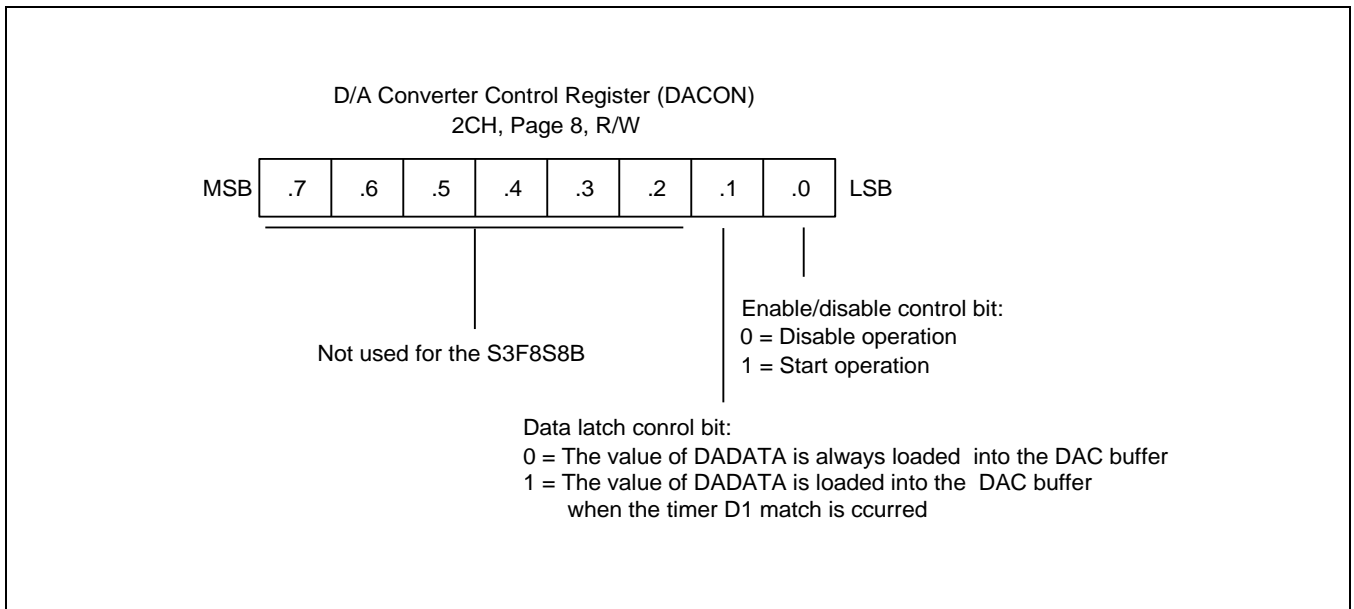 D/A Converter Control Register (DACON)
2CH, Page 8, R/W
MSB .7 .6 .5 .4 .3 .2 .1 .0 LSB
Not used for the S3F8S8B
Enable/disable control bit:
0 = Disable operation
1 = Start operation
Data latch conrol bit:
0 = The value of DADATA is always loaded  into the DAC buffer
1 = The value of DADATA is loaded into the  DAC buffer
when the timer D1 match is ccurred